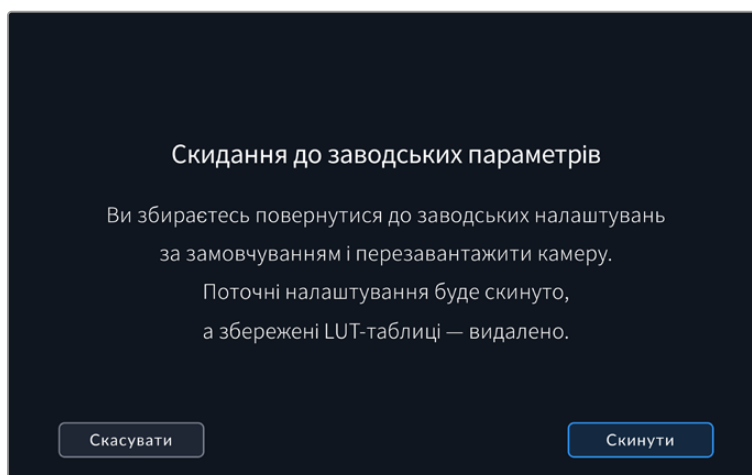 Скидання до заводських параметрів
Ви збираєтесь повернутися до заводських налаштувань
за замовчуванням і перезавантажити камеру.
Поточні налаштування буде скинуто,
а збережені LUT-таблиці — видалено.
Скасувати
Скинути